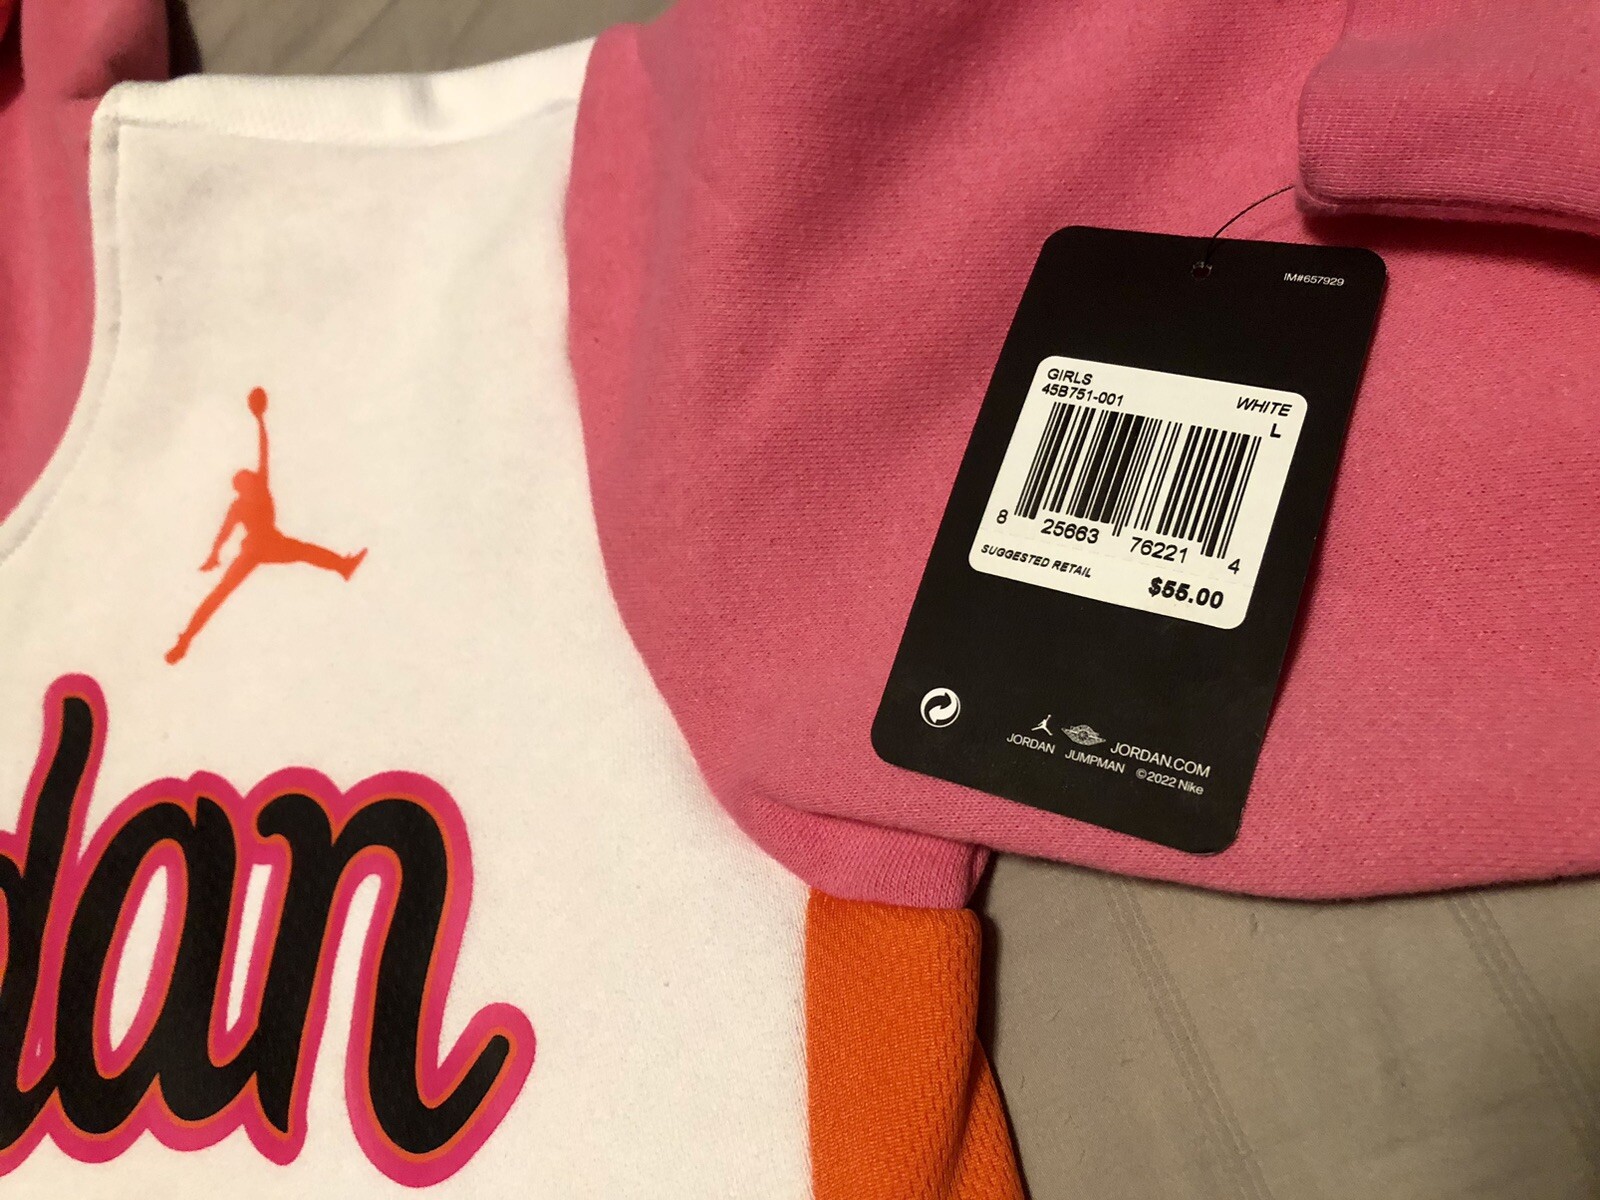 IM#657929
GIRLS
45B751-001
WHITE
L
8 25663 76221 4
SUGGESTED RETAIL
$55.00
JORDAN JUMPMAN JORDAN.COM
©2022 Nike
dan